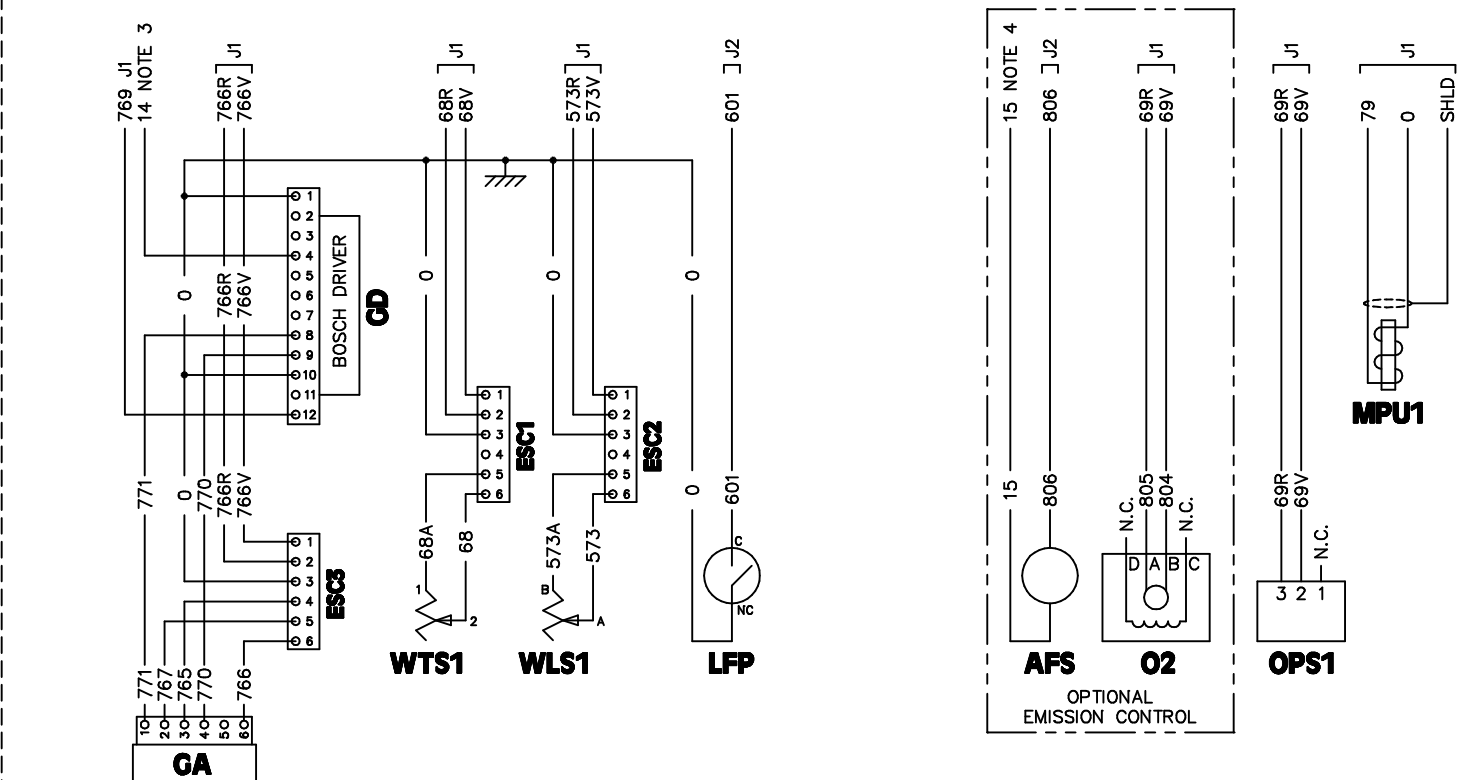 769 J1
14 NOTE 3
J1
766R
766V
J1
68R
68V
J1
573R
573V
J2
601
15 NOTE 4
J2
806
J1
69R
69V
J1
69R
69V
J1
79
0
SHLD
1
2
3
4
5
6
7
8
9
10
11
12
BOSCH DRIVER
GD
0
766R
766V
0
0
0
1
2
3
4
5
6
ESC1
1
2
3
4
5
6
ESC2
MPU1
771
0
770
766R
766V
0
601
15
806
N.C.
805
804
N.C.
69R
69V
N.C.
68A
68
573A
573
1
2
3
4
5
6
ESC3
1
2
B
A
C
NC
D A B C
3 2 1
WTS1
WLS1
LFP
AFS
O2
OPS1
771
767
765
770
766
OPTIONAL
EMISSION CONTROL
1
2
3
4
5
6
GA